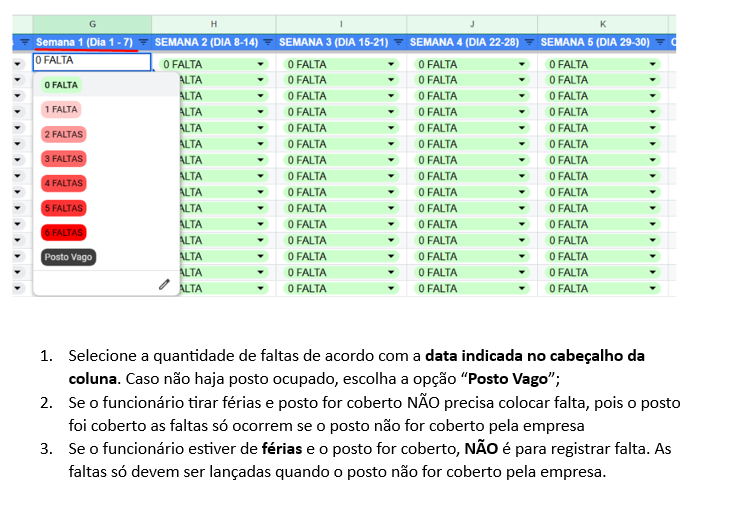 G H I J K
Semana 1 (Dia 1 - 7) SEMANA 2 (DIA 8-14) SEMANA 3 (DIA 15-21) SEMANA 4 (DIA 22-28) SEMANA 5 (DIA 29-30)
0 FALTA 0 FALTA 0 FALTA 0 FALTA 0 FALTA
0 FALTA ALTA 0 FALTA 0 FALTA 0 FALTA
ALTA 0 FALTA 0 FALTA 0 FALTA
1 FALTA ALTA 0 FALTA 0 FALTA 0 FALTA
2 FALTAS ALTA 0 FALTA 0 FALTA 0 FALTA
ALTA 0 FALTA 0 FALTA 0 FALTA
3 FALTAS ALTA 0 FALTA 0 FALTA 0 FALTA
4 FALTAS ALTA 0 FALTA 0 FALTA 0 FALTA
ALTA 0 FALTA 0 FALTA 0 FALTA
5 FALTAS ALTA 0 FALTA 0 FALTA 0 FALTA
ALTA 0 FALTA 0 FALTA 0 FALTA
6 FALTAS ALTA 0 FALTA 0 FALTA 0 FALTA
Posto Vago ALTA 0 FALTA 0 FALTA 0 FALTA
ALTA 0 FALTA 0 FALTA 0 FALTA
ALTA 0 FALTA 0 FALTA 0 FALTA
1. Selecione a quantidade de faltas de acordo com a data indicada no cabeçalho da
coluna. Caso não haja posto ocupado, escolha a opção “Posto Vago”;
2. Se o funcionário tirar férias e posto for coberto NÃO precisa colocar falta, pois o posto
foi coberto as faltas só ocorrem se o posto não for coberto pela empresa
3. Se o funcionário estiver de férias e o posto for coberto, NÃO é para registrar falta. As
faltas só devem ser lançadas quando o posto não for coberto pela empresa.